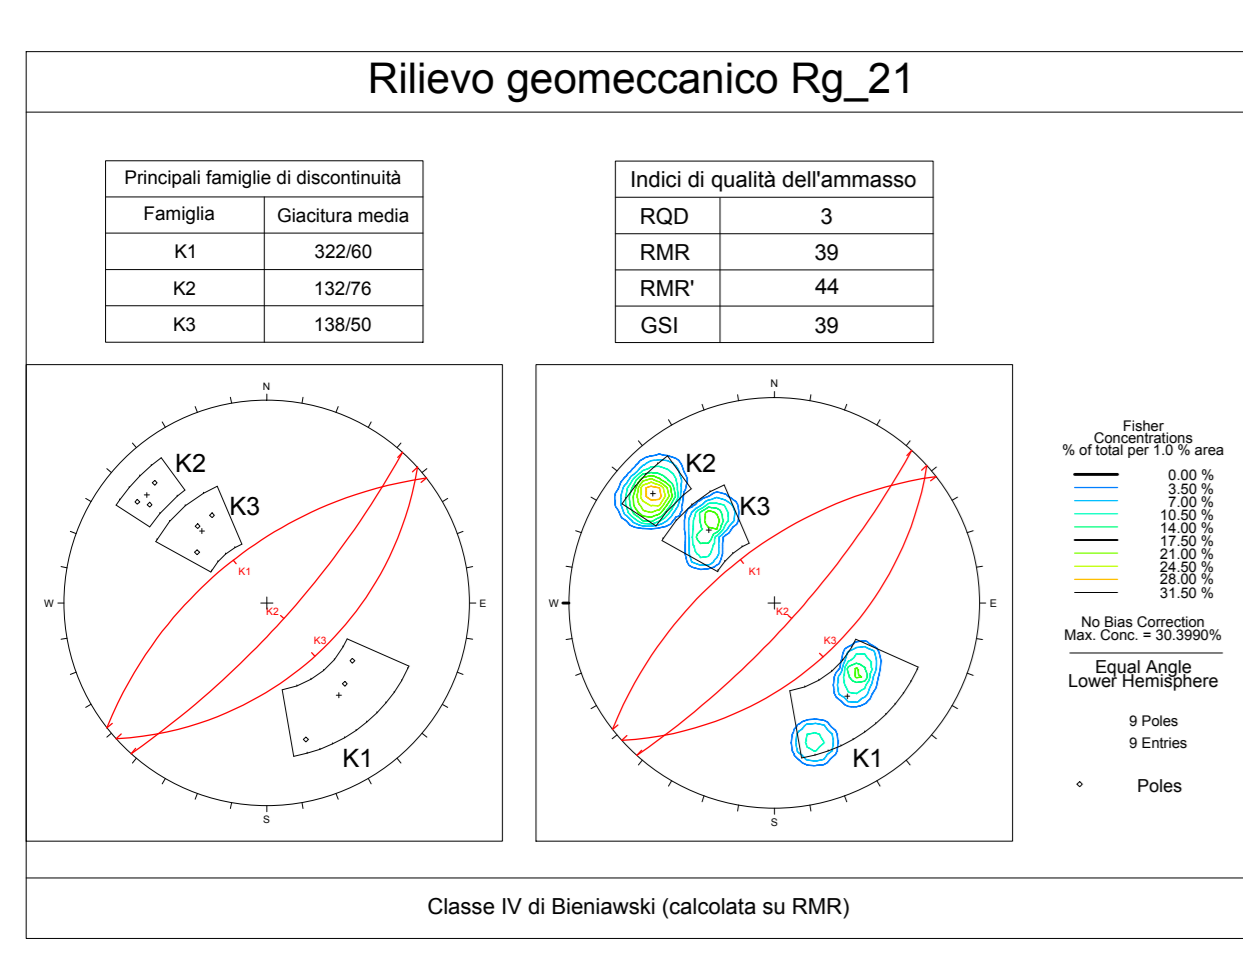 Rilievo geomeccanico Rg_21
Principali famiglie di discontinuità
Famiglia Giacitura media
K1 322/60
K2 132/76
K3 138/50
Indici di qualità dell'ammasso
RQD 3
RMR 39
RMR' 44
GSI 39
N
K2
K3
K1
W
K2
E
K3
K1
S
N
K2
K3
K1
W
K2
E
K3
K1
S
Fisher
Concentrations
% of total per 1.0 % area
0.00 %
3.50 %
7.00 %
10.50 %
14.00 %
17.50 %
21.00 %
24.50 %
28.00 %
31.50 %
No Bias Correction
Max. Conc. = 30.3990%
Equal Angle
Lower Hemisphere
9 Poles
9 Entries
Poles
Classe IV di Bieniawski (calcolata su RMR)